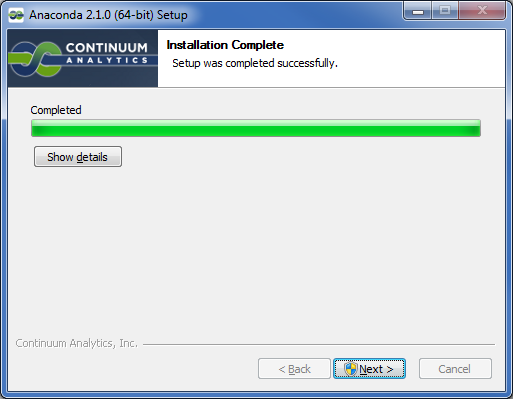 Anaconda 2.1.0 (64-bit) Setup
CONTINUUM
ANALYTICS
Installation Complete
Setup was completed successfully.
Completed
Show details
Continuum Analytics, Inc.
< Back
Next >
Cancel